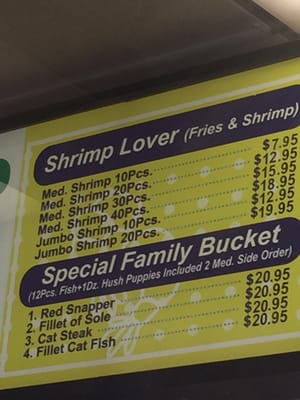 Shrimp Lover (Fries & Shrimp)
Med. Shrimp 10Pcs. $7.95
Med. Shrimp 20Pcs. $12.95
Med. Shrimp 30Pcs. $15.95
Med. Shrimp 40Pcs. $18.95
Jumbo Shrimp 10Pcs. $12.95
Jumbo Shrimp 20Pcs. $19.95
Special Family Bucket
(12Pcs. Fish+1Dz. Hush Puppies Included 2 Med. Side Order)
1. Red Snapper $20.95
2. Fillet of Sole $20.95
3. Cat Steak $20.95
4. Fillet Cat Fish $20.95